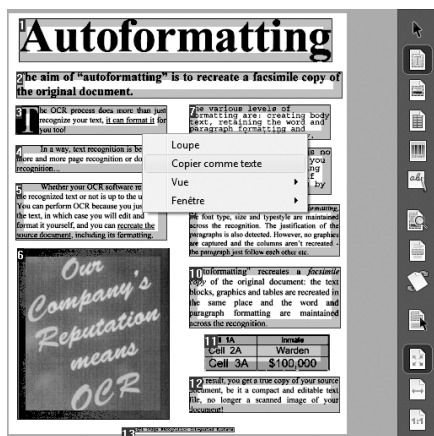 1
Autoformatting
2 he aim of "autoformatting" is to recreate a facsimile copy of
the original document.
3 The OCR process does more than just
recognize your text, it can format it for
you too!
4 In a way, text recognition is be
more and more page recognition or do
recognition...
5 Whether your OCR software re
the recognized text or not is up to the u
You can perform OCR because you jus
the text, in which case you will edit and
format it yourself, and you can recreate the
source document, including its formatting.
6
Our
Company's
Reputation
means
OCR
7 he various levels of
ormatting are: creating body
text, retaining the word and
paragraph formatting and
is no
you
by
Loupe
Copier comme texte
Vue
Fenêtre
he font type, size and typestyle are maintained
across the recognition. The justification of the
paragraphs is also detected. However, no graphics
are captured and the columns aren't recreated -
the paragraph just follow each other etc.
10 toformatting" recreates a facsimile
copy of the original document: the text
blocks, graphics and tables are recreated in
the same place and the word and
paragraph formatting are maintained
across the recognition.
11 1A Inmate
Cell 2A Warden
Cell 3A $100,000
12 result, you get a true copy of your source
document, be it a compact and editable text
file, no longer a scanned image of your
document!
13
1:1